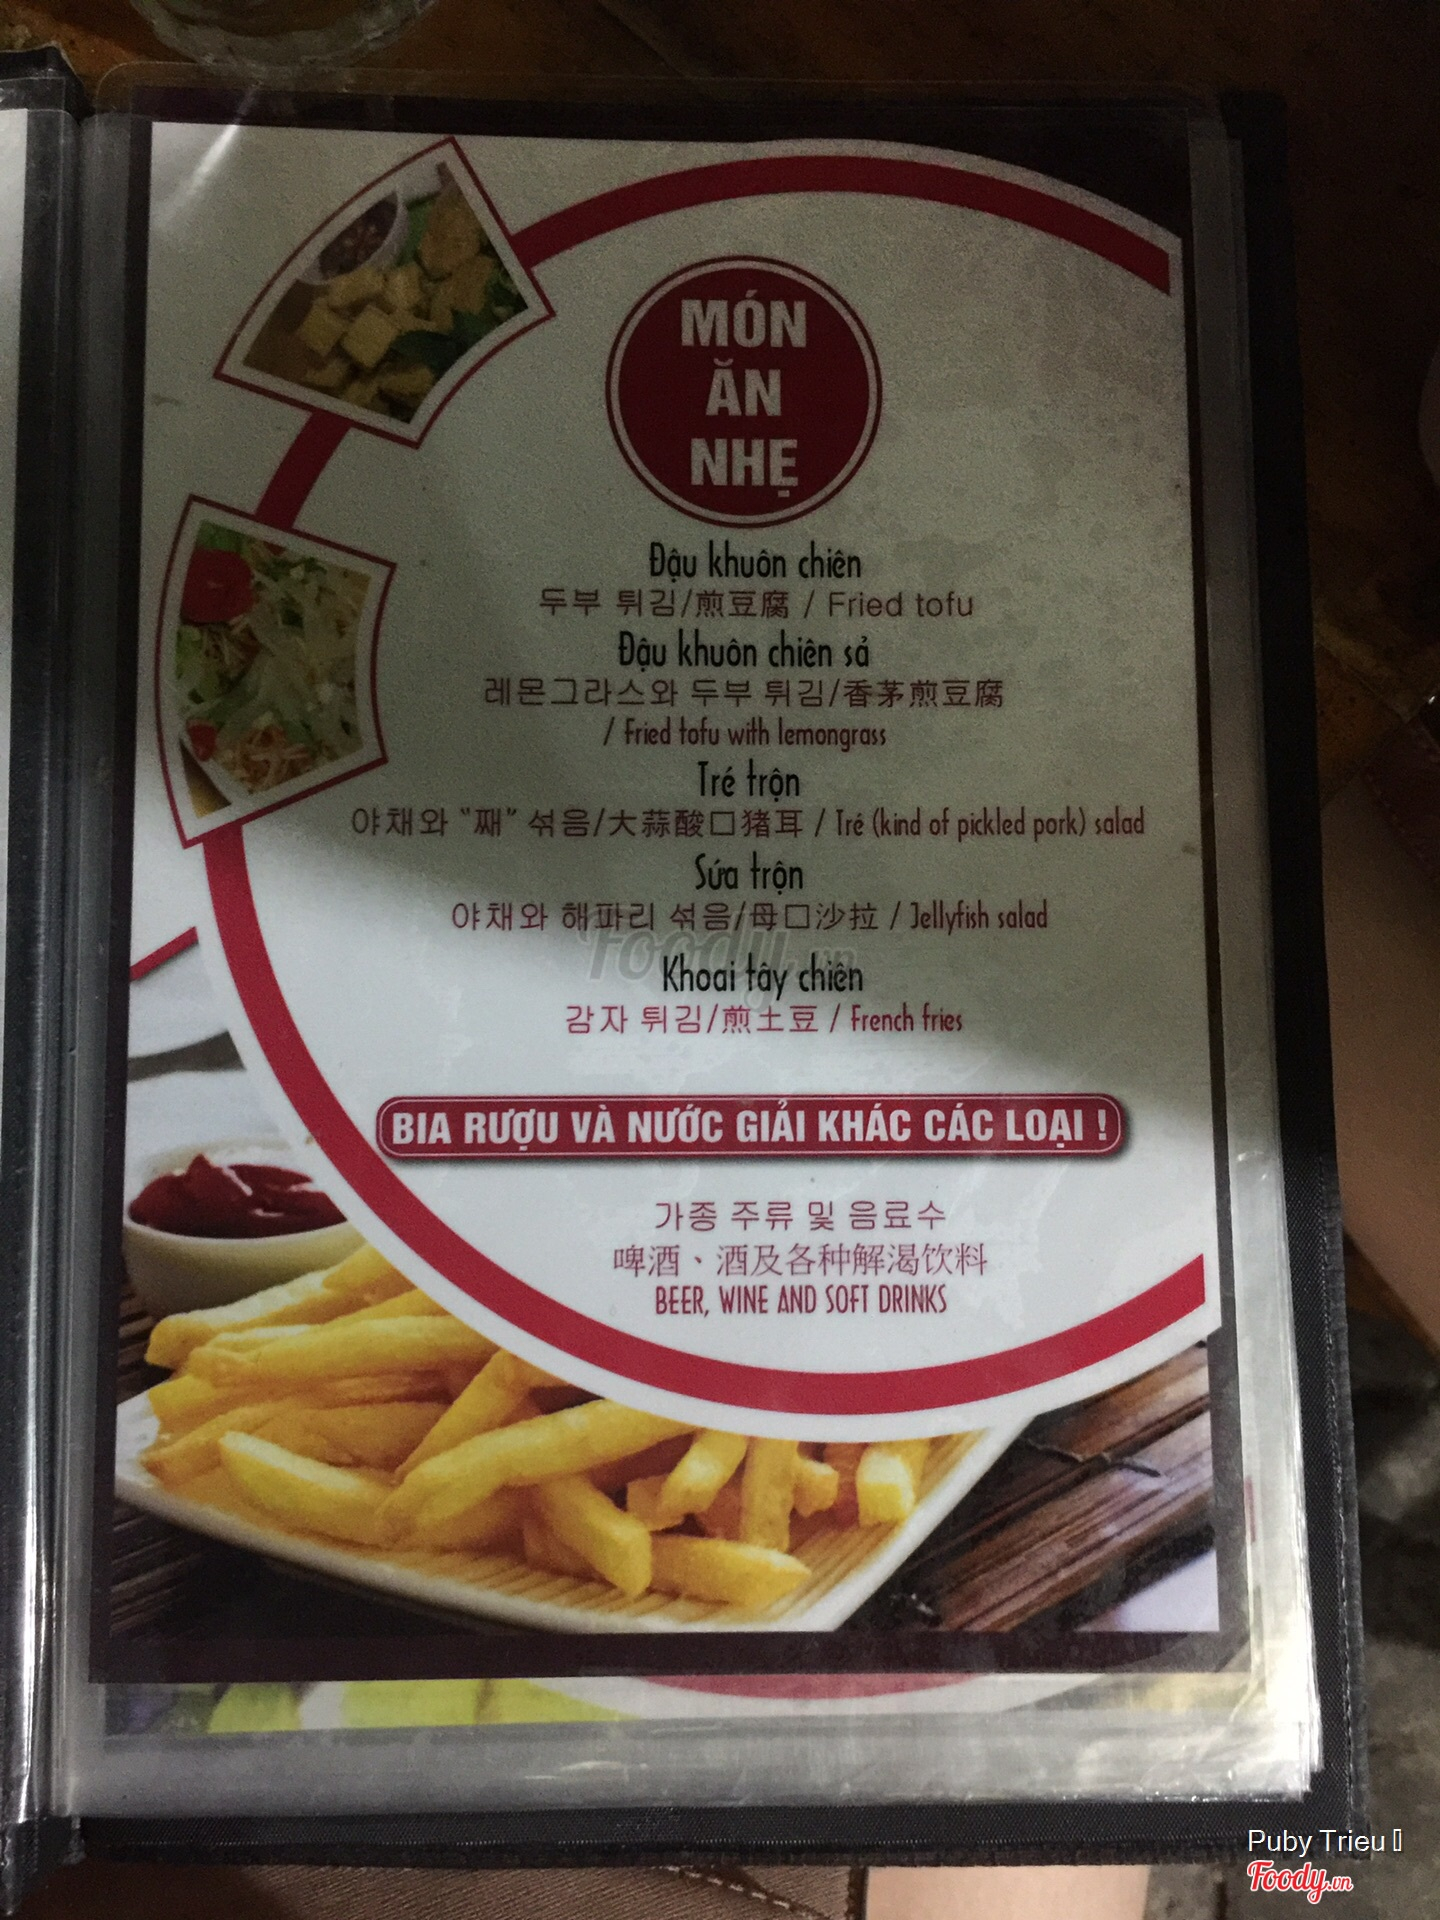 MÓN
ĂN
NHẸ
Đậu khuôn chiên
두부 튀김/煎豆腐 / Fried tofu
Đậu khuôn chiên sả
레몬그라스와 두부 튀김/香茅煎豆腐
/ Fried tofu with lemongrass
Tré trộn
야채와 "째" 섞음/大蒜酸□猪耳 / Tré (kind of pickled pork) salad
Sứa trộn
야채와 해파리 섞음/母□沙拉 / Jellyfish salad
Foody.vn
Khoai tây chiên
감자 튀김/煎土豆 / French fries
BIA RƯỢU VÀ NƯỚC GIẢI KHÁC CÁC LOẠI !
가종 주류 및 음료수
啤酒、酒及各种解渴饮料
BEER, WINE AND SOFT DRINKS
Puby Trieu
Foody.vn